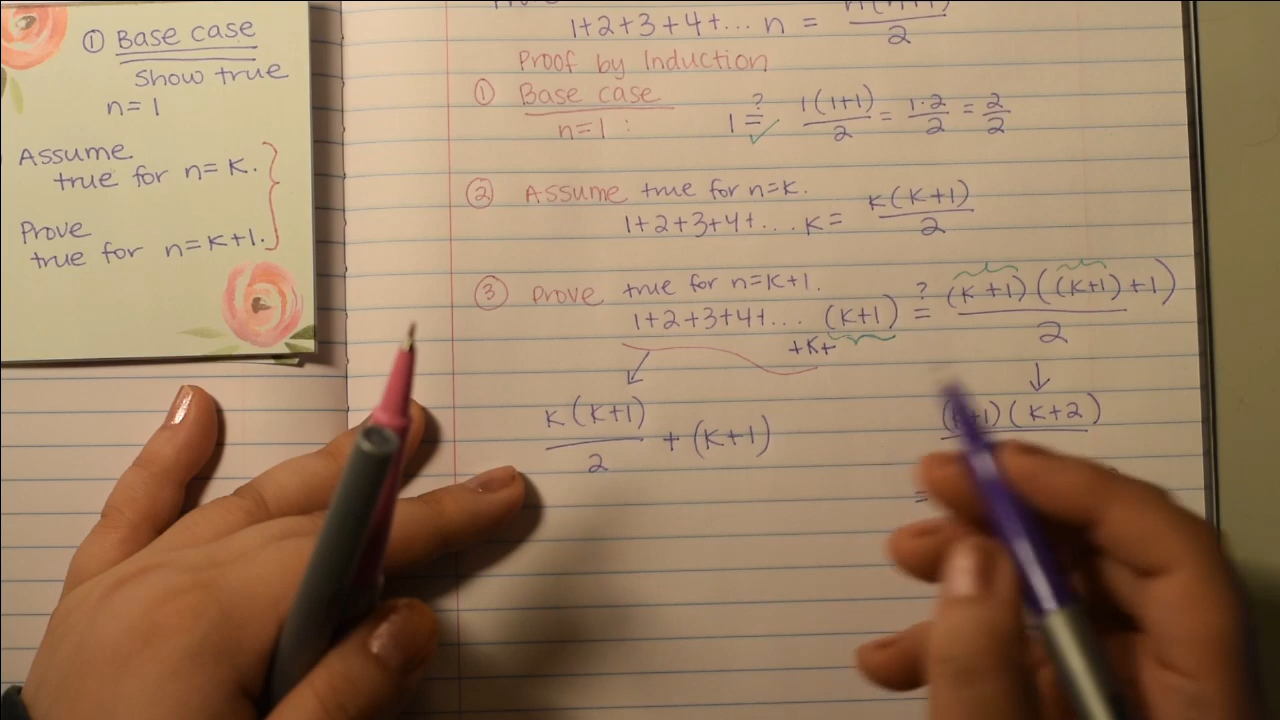 ① Base case
Show true
n=1
Assume
true for n=K.
Prove
true for n=K+1.
1+2+3+4+... n = n(n+1)/2
Proof by Induction
① Base case
n=1 :
1 ?= 1(1+1)/2 = 1·2/2 = 2/2
② Assume true for n=K.
1+2+3+4+... K = K(K+1)/2
③ Prove true for n=K+1.
1+2+3+4+... (K+1) ?= (K+1)((K+1)+1)/2
+K+
K(K+1)/2 + (K+1)
(K+1)(K+2)
=